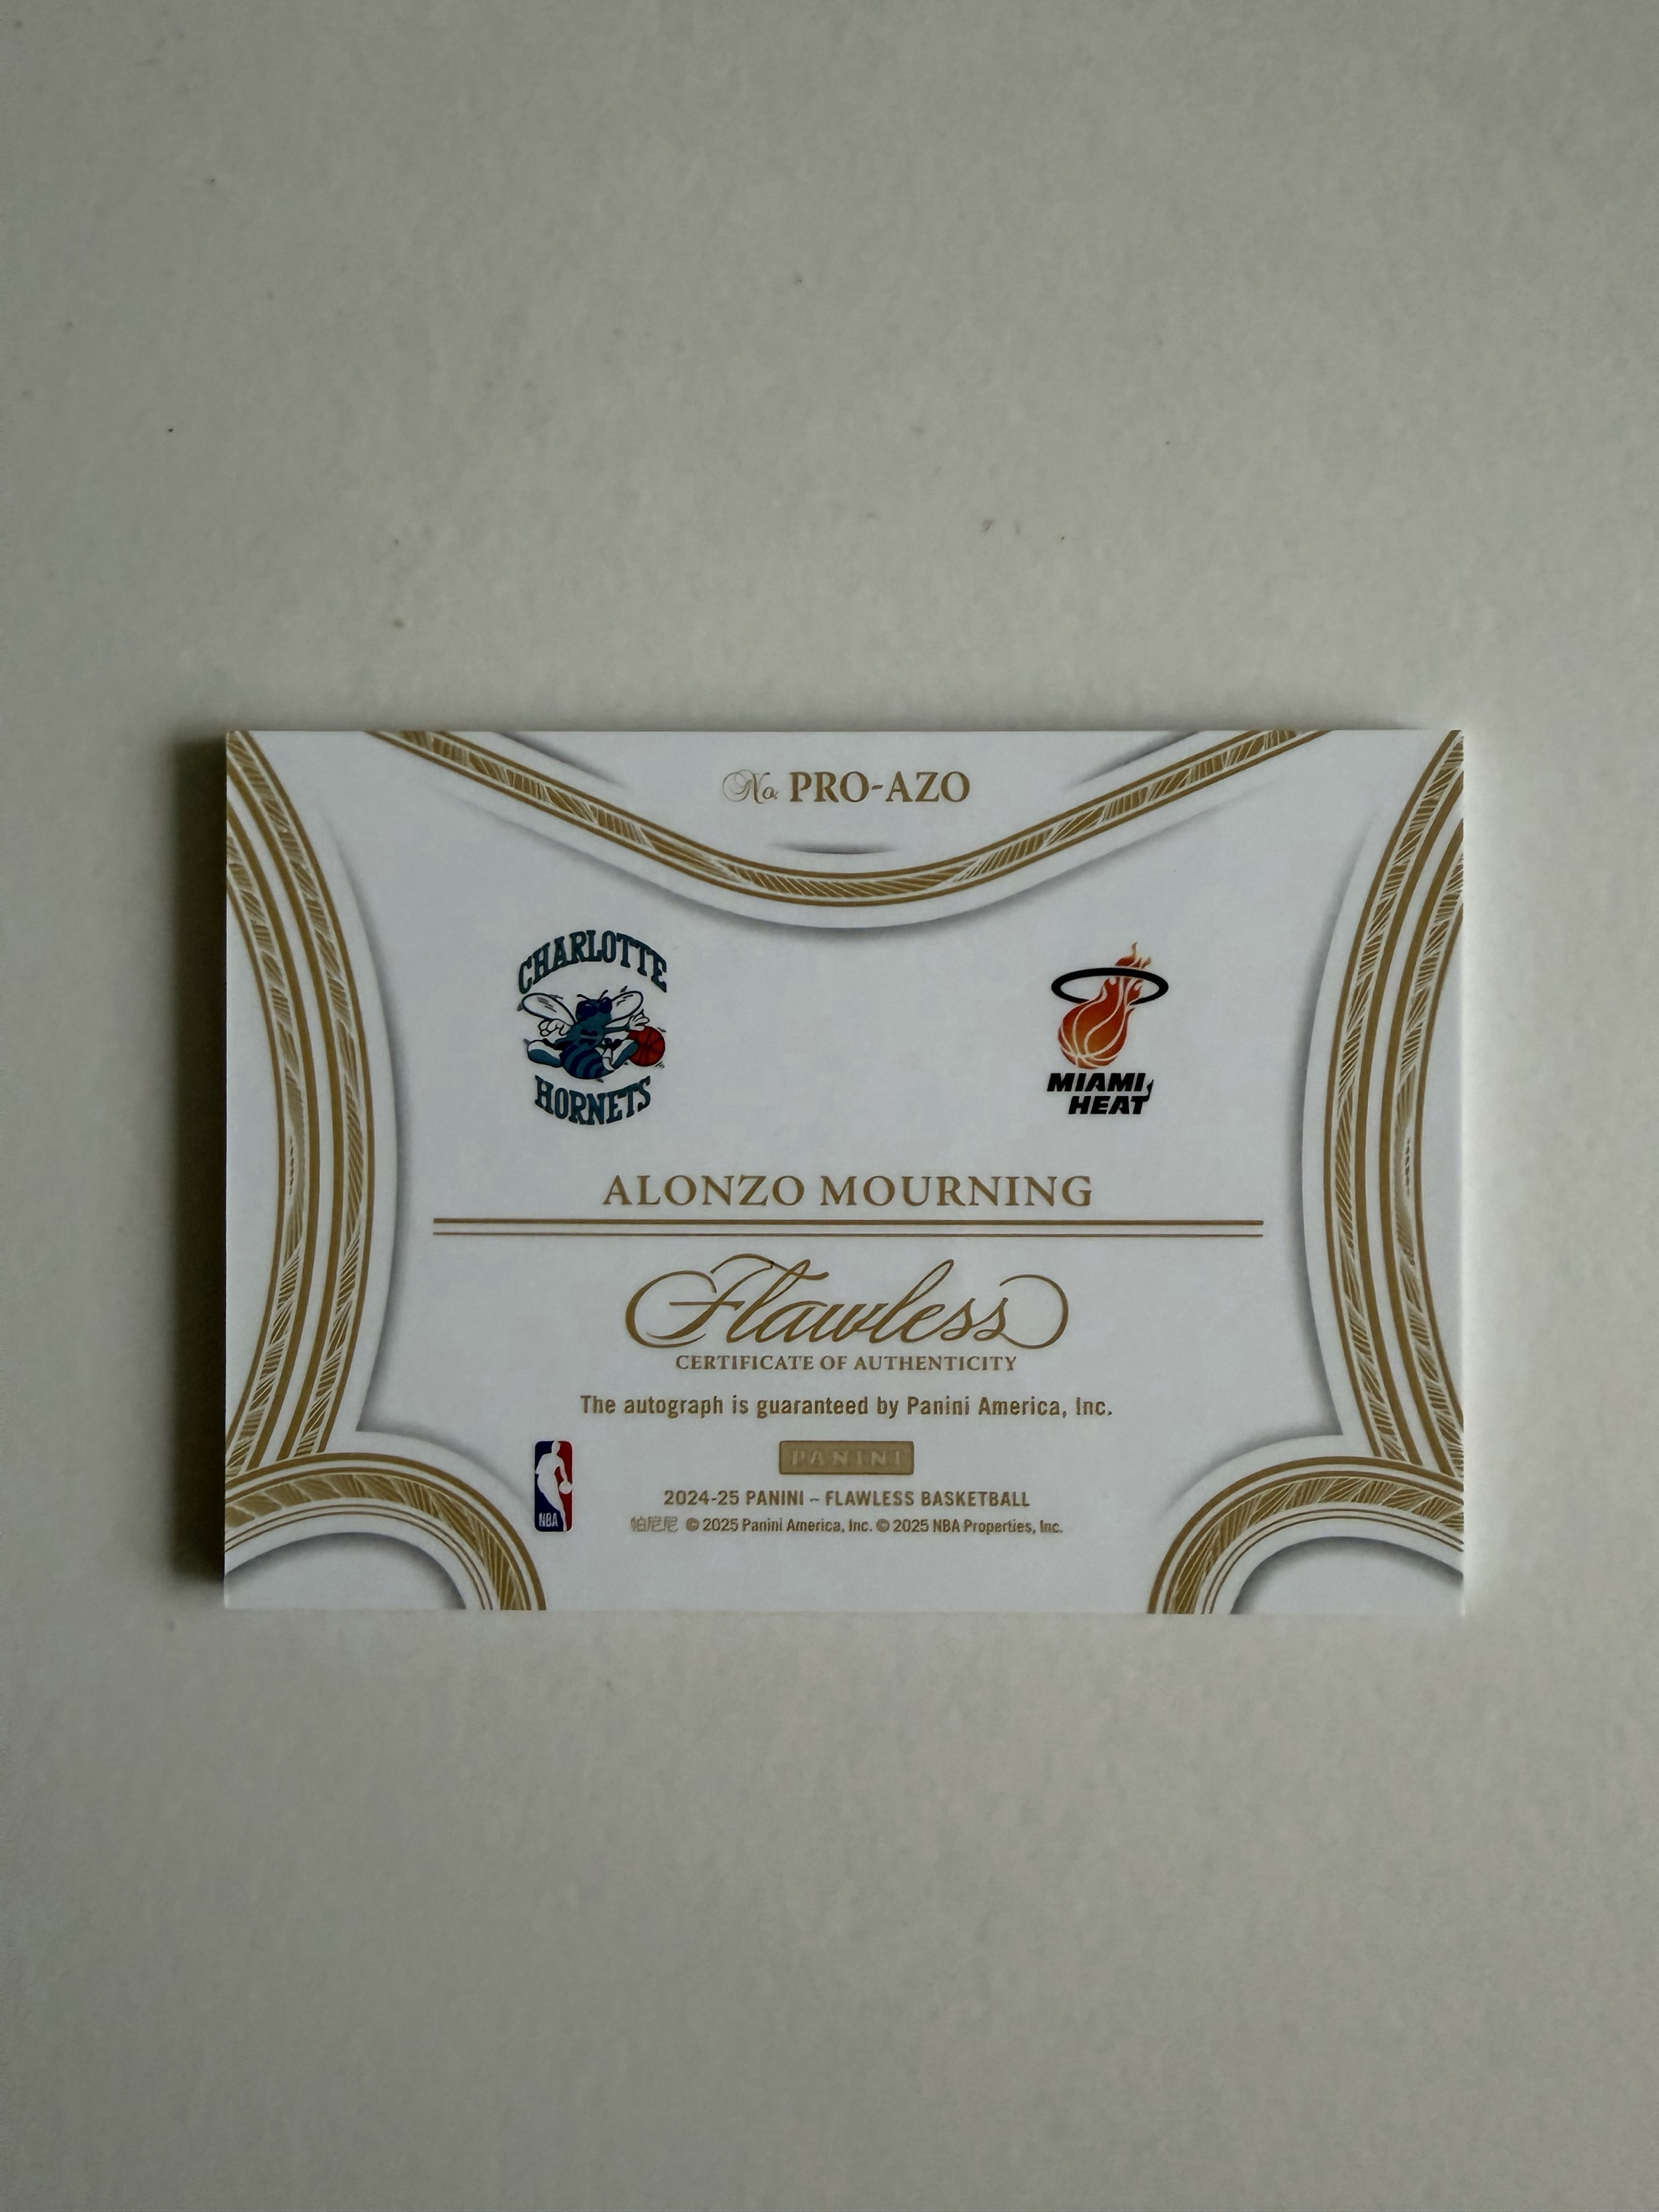 No. PRO-AZO
CHARLOTTE
HORNETS
MIAMI
HEAT
ALONZO MOURNING
Flawless
CERTIFICATE OF AUTHENTICITY
The autograph is guaranteed by Panini America, Inc.
PANINI
NBA
2024-25 PANINI – FLAWLESS BASKETBALL
帕尼尼 © 2025 Panini America, Inc. © 2025 NBA Properties, Inc.